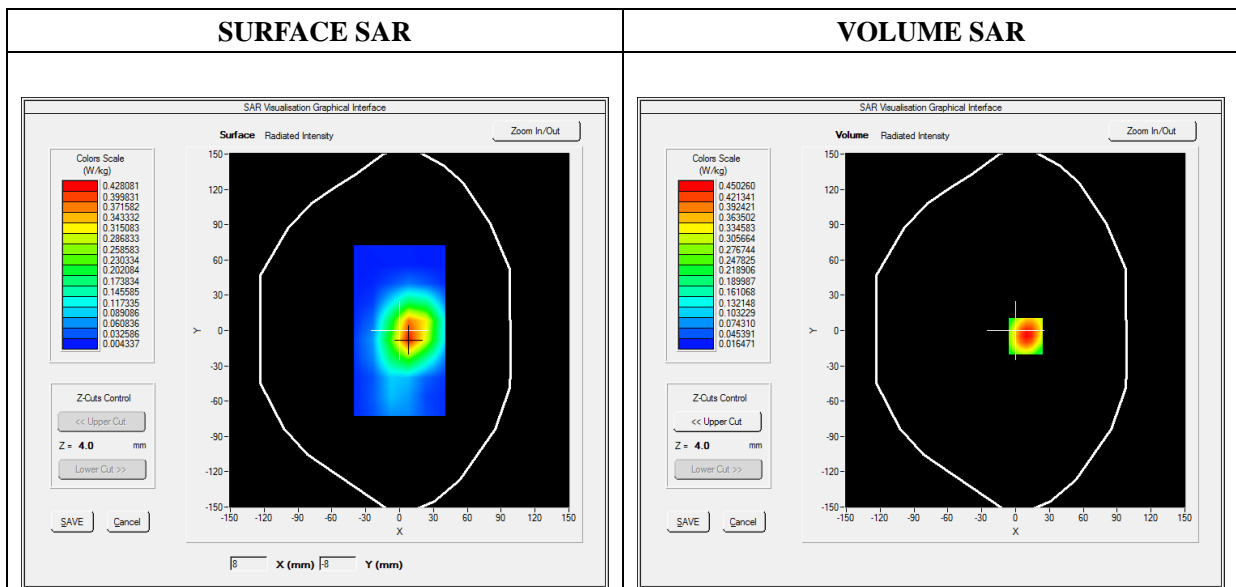 SURFACE SAR
VOLUME SAR
SAR Visualisation Graphical Interface
Surface Radiated Intensity
Zoom In/Out
Colors Scale
(W/kg)
0.428081
0.399831
0.371582
0.343332
0.315083
0.286833
0.258583
0.230334
0.202084
0.173834
0.145585
0.117335
0.089086
0.060836
0.032586
0.004337
150
120
90
60
30
0
-30
-60
-90
-120
-150
Y
-150 -120 -90 -60 -30 0 30 60 90 120 150
X
Z-Cuts Control
<< Upper Cut
Z = 4.0 mm
Lower Cut >>
SAVE Cancel
8 X (mm) -8 Y (mm)
SAR Visualisation Graphical Interface
Volume Radiated Intensity
Zoom In/Out
Colors Scale
(W/kg)
0.450260
0.421341
0.392421
0.363502
0.334583
0.305664
0.276744
0.247825
0.218906
0.189987
0.161068
0.132148
0.103229
0.074310
0.045391
0.016471
150
120
90
60
30
0
-30
-60
-90
-120
-150
Y
-150 -120 -90 -60 -30 0 30 60 90 120 150
X
Z-Cuts Control
<< Upper Cut
Z = 4.0 mm
Lower Cut >>
SAVE Cancel